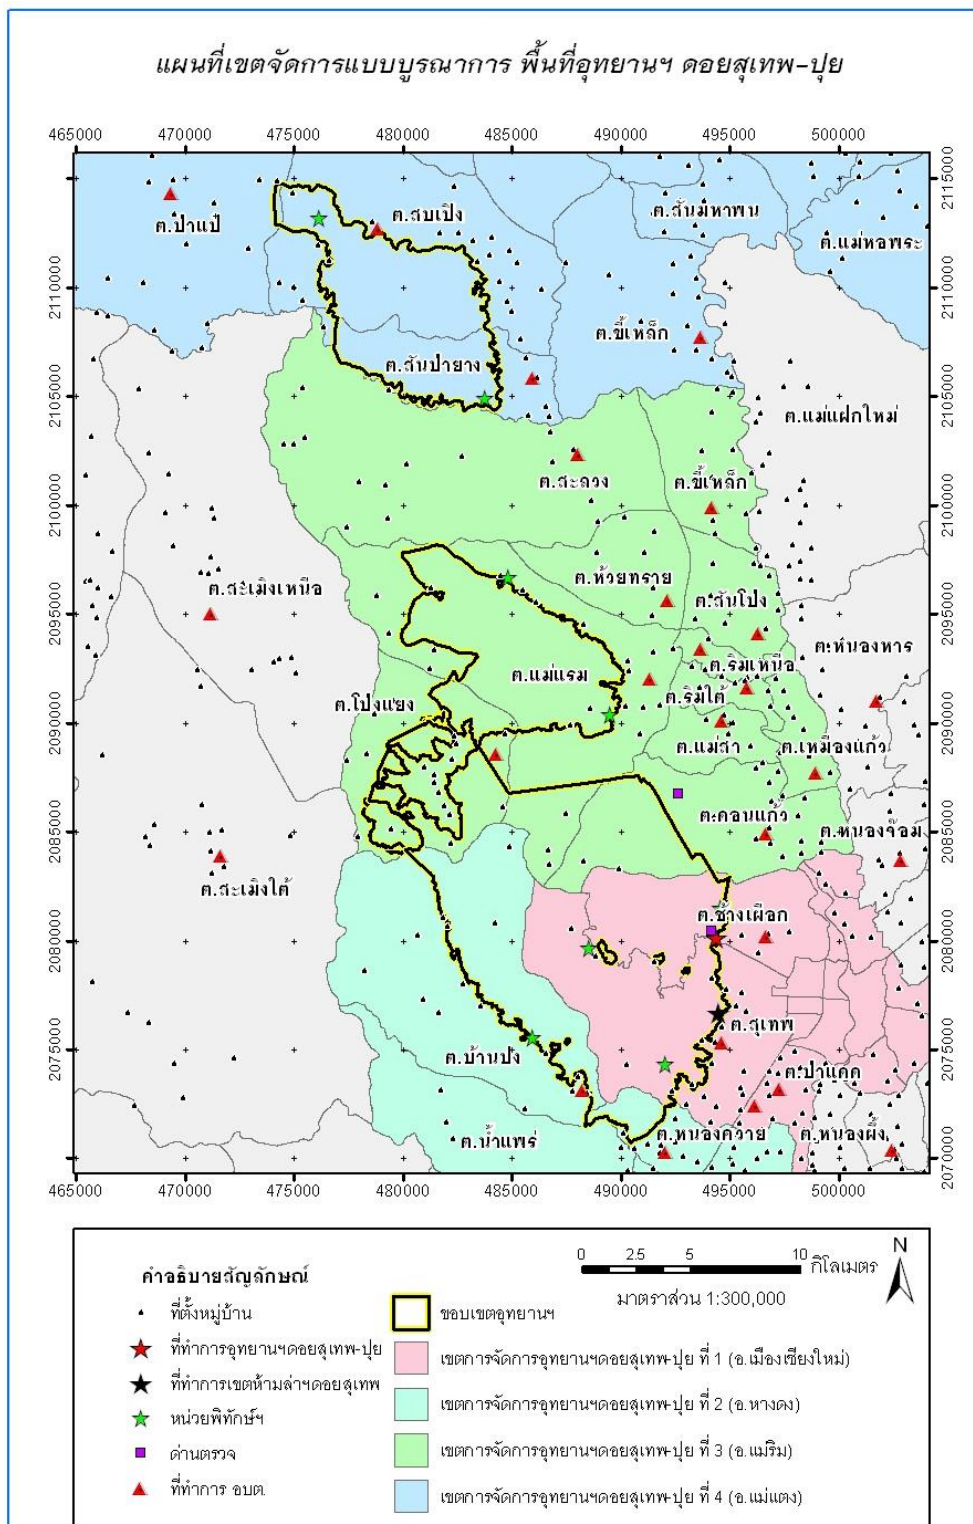 แผนที่เขตจัดการแบบบูรณาการ พื้นที่อุทยานฯ ดอยสุเทพ-ปุย
465000 470000 475000 480000 485000 490000 495000 500000
2115000 2115000
2110000 2110000
2105000 2105000
2100000 2100000
2095000 2095000
2090000 2090000
2085000 2085000
2080000 2080000
2075000 2075000
2070000 2070000
ต.ป่าแป๋
ต.สบเปิง
ต.สันมหาพน
ต.แม่หอพระ
ต.ขี้เหล็ก
ต.สันป่ายาง
ต.แม่แฝกใหม่
ต.สะลวง
ต.ขี้เหล็ก
ต.สะเมิงเหนือ
ต.ห้วยทราย
ต.สันโป่ง
ต.หนองหาร
ต.ริมเหนือ
ต.แม่แรม
ต.ริมใต้
ต.โป่งแยง
ต.แม่สา
ต.เหมืองแก้ว
ต.ดอนแก้ว
ต.หนองจ๊อม
ต.สะเมิงใต้
ต.ช้างเผือก
ต.สุเทพ
ต.บ้านปง
ต.ป่าแดด
ต.น้ำแพร่
ต.หนองควาย
ต.หนองผึ้ง
465000 470000 475000 480000 485000 490000 495000 500000
คำอธิบายสัญลักษณ์
ที่ตั้งหมู่บ้าน
ที่ทำการอุทยานฯดอยสุเทพ-ปุย
ที่ทำการเขตห้ามล่าฯดอยสุเทพ
หน่วยพิทักษ์ฯ
ด่านตรวจ
ที่ทำการ อบต.
0 2.5 5 10 กิโลเมตร
มาตราส่วน 1:300,000
N
ขอบเขตอุทยานฯ
เขตการจัดการอุทยานฯดอยสุเทพ-ปุย ที่ 1 (อ.เมืองเชียงใหม่)
เขตการจัดการอุทยานฯดอยสุเทพ-ปุย ที่ 2 (อ.หางดง)
เขตการจัดการอุทยานฯดอยสุเทพ-ปุย ที่ 3 (อ.แม่ริม)
เขตการจัดการอุทยานฯดอยสุเทพ-ปุย ที่ 4 (อ.แม่แตง)